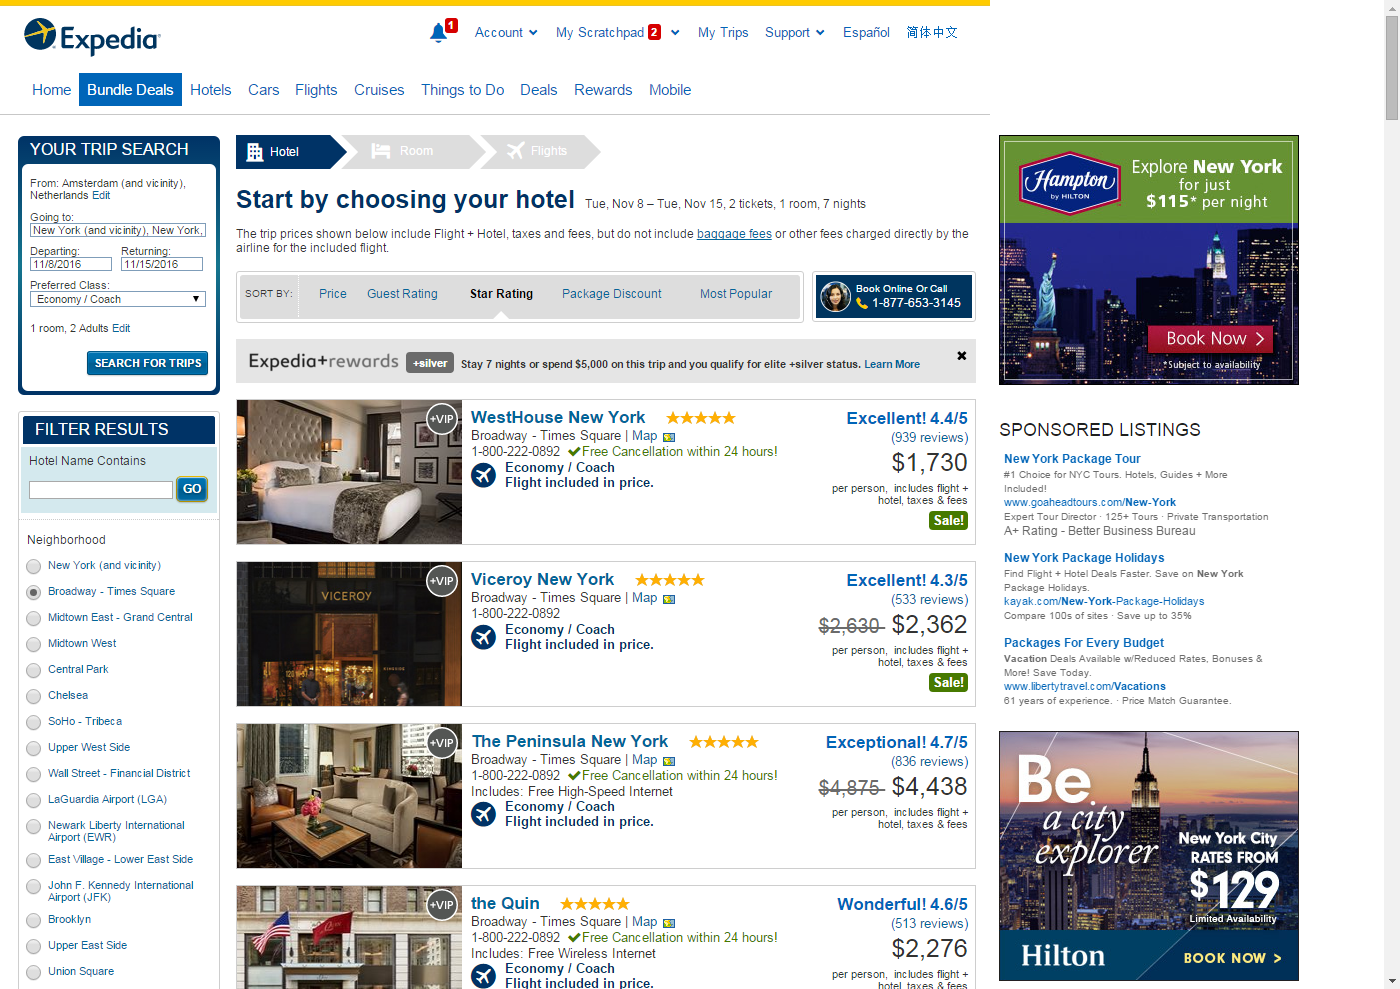 Expedia
1
Account
My Scratchpad 2
My Trips
Support
Español
简体中文
Home
Bundle Deals
Hotels
Cars
Flights
Cruises
Things to Do
Deals
Rewards
Mobile
YOUR TRIP SEARCH
From: Amsterdam (and vicinity),
Netherlands Edit
Going to:
New York (and vicinity), New York,
Departing: Returning:
11/8/2016 11/15/2016
Preferred Class:
Economy / Coach
1 room, 2 Adults Edit
SEARCH FOR TRIPS
FILTER RESULTS
Hotel Name Contains
GO
Neighborhood
New York (and vicinity)
Broadway - Times Square
Midtown East - Grand Central
Midtown West
Central Park
Chelsea
SoHo - Tribeca
Upper West Side
Wall Street - Financial District
LaGuardia Airport (LGA)
Newark Liberty International
Airport (EWR)
East Village - Lower East Side
John F. Kennedy International
Airport (JFK)
Brooklyn
Upper East Side
Union Square
Hotel
Room
Flights
Start by choosing your hotel Tue, Nov 8 – Tue, Nov 15, 2 tickets, 1 room, 7 nights
The trip prices shown below include Flight + Hotel, taxes and fees, but do not include baggage fees or other fees charged directly by the
airline for the included flight.
SORT BY: Price Guest Rating Star Rating Package Discount Most Popular
Book Online Or Call
1-877-653-3145
Expedia+rewards +silver Stay 7 nights or spend $5,000 on this trip and you qualify for elite +silver status. Learn More
+VIP
WestHouse New York
Broadway - Times Square | Map
1-800-222-0892 Free Cancellation within 24 hours!
Economy / Coach
Flight included in price.
Excellent! 4.4/5
(939 reviews)
$1,730
per person, includes flight +
hotel, taxes & fees
Sale!
VICEROY
+VIP
Viceroy New York
Broadway - Times Square | Map
1-800-222-0892
Economy / Coach
Flight included in price.
Excellent! 4.3/5
(533 reviews)
$2,630 $2,362
per person, includes flight +
hotel, taxes & fees
Sale!
+VIP
The Peninsula New York
Broadway - Times Square | Map
1-800-222-0892 Free Cancellation within 24 hours!
Includes: Free High-Speed Internet
Economy / Coach
Flight included in price.
Exceptional! 4.7/5
(836 reviews)
$4,875 $4,438
per person, includes flight +
hotel, taxes & fees
+VIP
the Quin
Broadway - Times Square | Map
1-800-222-0892 Free Cancellation within 24 hours!
Includes: Free Wireless Internet
Economy / Coach
Flight included in price.
Wonderful! 4.6/5
(513 reviews)
$2,276
per person, includes flight +
hotel, taxes & fees
Hampton
by HILTON
Explore New York
for just
$115* per night
Book Now
*Subject to availability
SPONSORED LISTINGS
New York Package Tour
#1 Choice for NYC Tours. Hotels, Guides + More
Included!
www.goaheadtours.com/New-York
Expert Tour Director · 125+ Tours · Private Transportation
A+ Rating - Better Business Bureau
New York Package Holidays
Find Flight + Hotel Deals Faster. Save on New York
Package Holidays.
kayak.com/New-York-Package-Holidays
Compare 100s of sites · Save up to 35%
Packages For Every Budget
Vacation Deals Available w/Reduced Rates, Bonuses &
More! Save Today.
www.libertytravel.com/Vacations
61 years of experience. · Price Match Guarantee.
Be
a city
explorer
New York City
RATES FROM
$129
Limited Availability
Hilton
BOOK NOW >